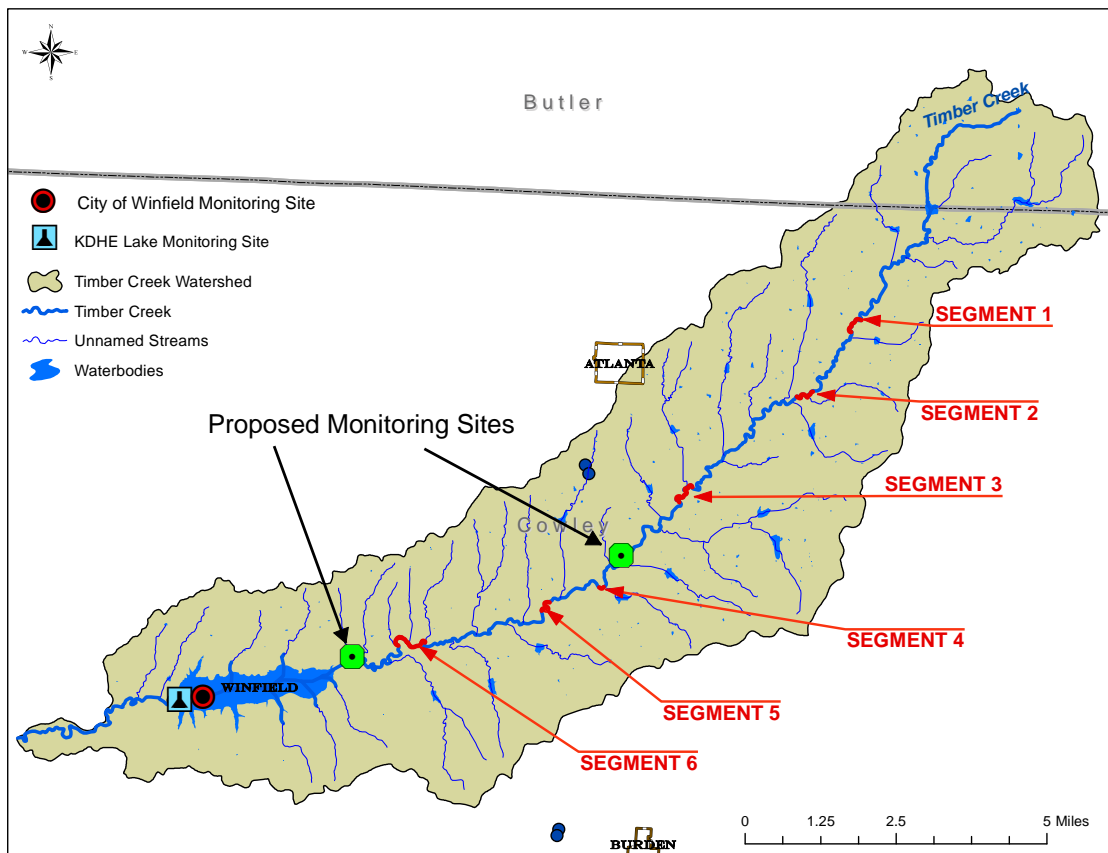 N
W E
S
Butler
Timber Creek
City of Winfield Monitoring Site
KDHE Lake Monitoring Site
Timber Creek Watershed
Timber Creek
Unnamed Streams
Waterbodies
SEGMENT 1
ATLANTA
SEGMENT 2
Proposed Monitoring Sites
SEGMENT 3
Cowley
SEGMENT 4
WINFIELD
SEGMENT 5
SEGMENT 6
0 1.25 2.5 5 Miles
BURDEN